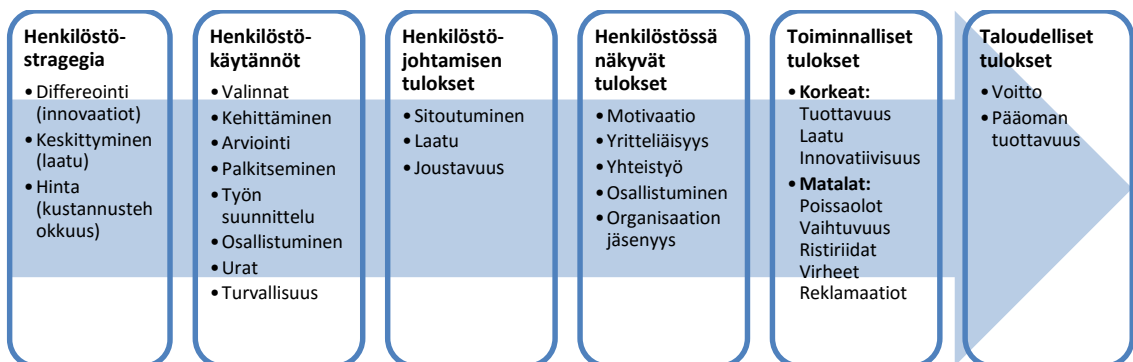 Henkilöstö-
stragegia
• Differointi
(innovaatiot)
• Keskittyminen
(laatu)
• Hinta
(kustannusteh
okkuus)
Henkilöstö-
käytännöt
• Valinnat
• Kehittäminen
• Arviointi
• Palkitseminen
• Työn
suunnittelu
• Osallistuminen
• Urat
• Turvallisuus
Henkilöstö-
johtamisen
tulokset
• Sitoutuminen
• Laatu
• Joustavuus
Henkilöstössä
näkyvät
tulokset
• Motivaatio
• Yritteliäisyys
• Yhteistyö
• Osallistuminen
• Organisaation
jäsenyys
Toiminnalliset
tulokset
• Korkeat:
Tuottavuus
Laatu
Innovatiivisuus
• Matalat:
Poissaolot
Vaihtuvuus
Ristiriidat
Virheet
Reklamaatiot
Taloudelliset
tulokset
• Voitto
• Pääoman
tuottavuus